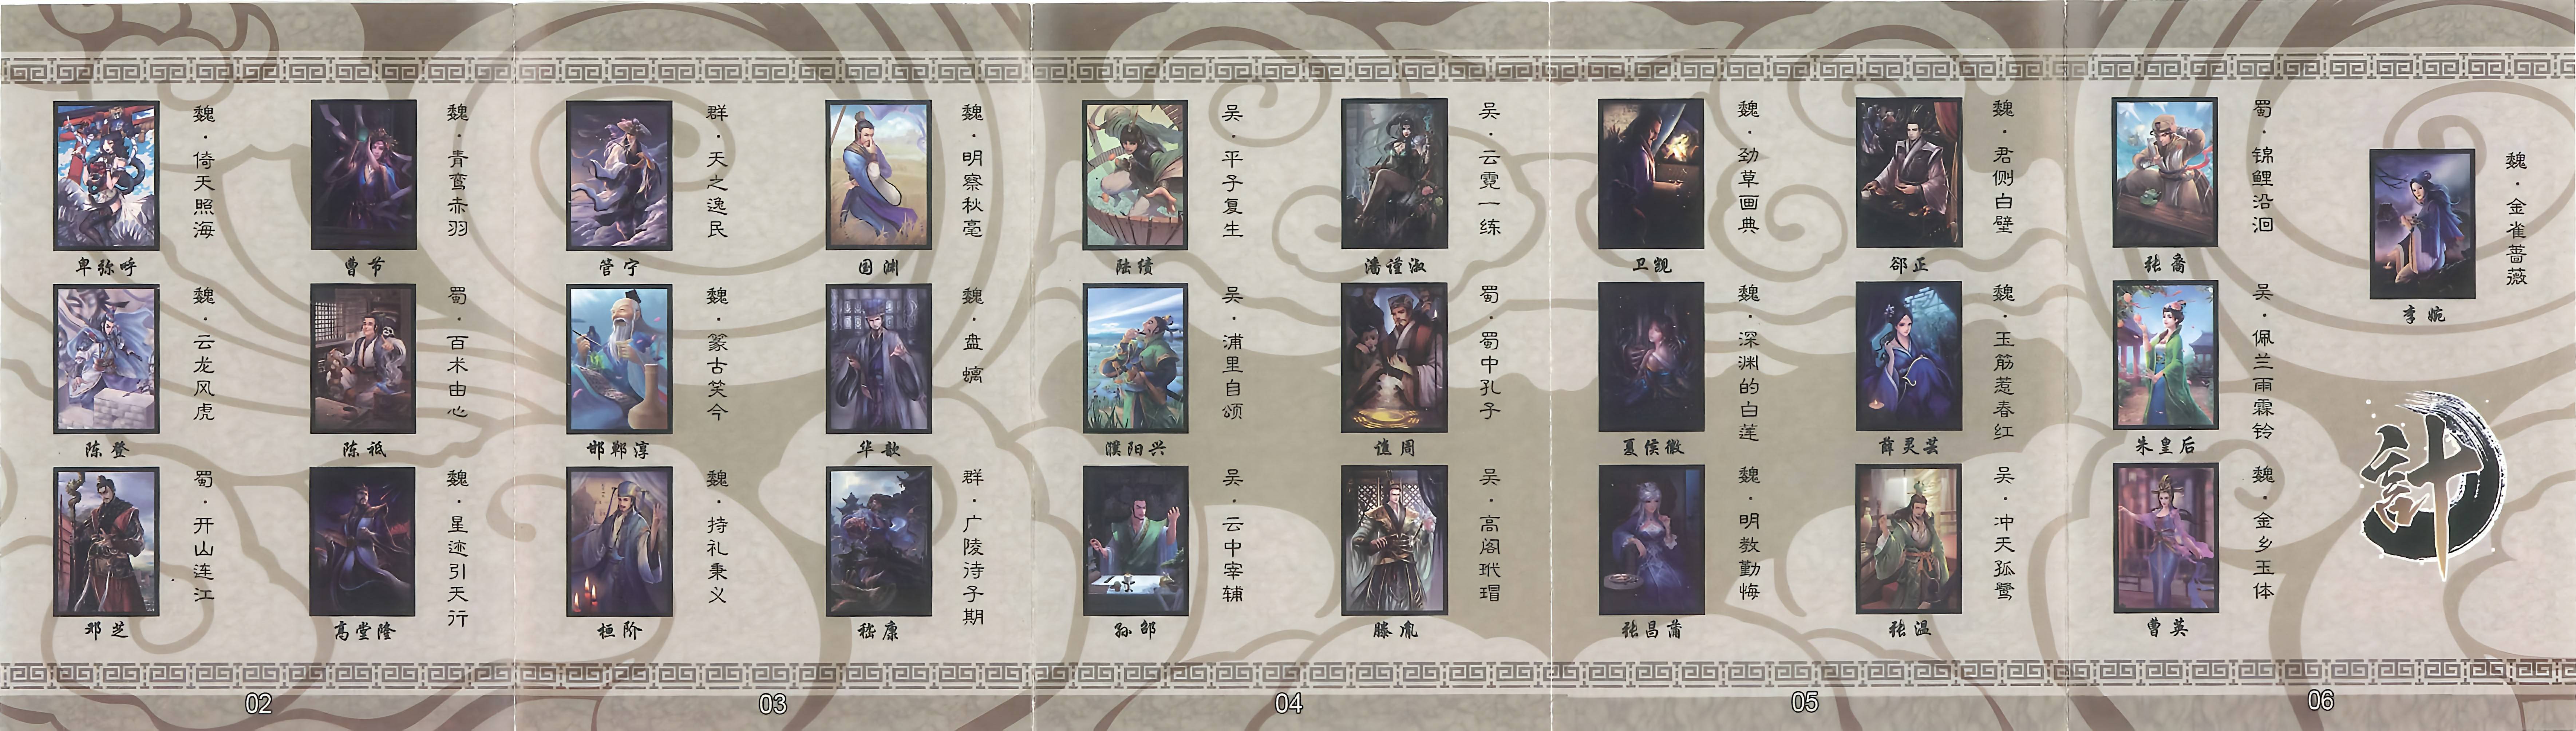 魏·倚天照海
卑弥呼
魏·青鸾赤羽
曹节
魏·云龙风虎
陈登
蜀·百术由心
陈祗
蜀·开山连江
邓芝
魏·星迹引天行
高堂隆
02
群·天之逸民
管宁
魏·明察秋毫
国渊
魏·篆古笑今
邯郸淳
魏·盘螭
华歆
魏·持礼秉义
桓阶
群·广陵待子期
嵇康
03
吴·平子夏生
陆绩
吴·云霓一练
潘谨淑
吴·浦里自颂
濮阳兴
蜀·蜀中孔子
谯周
吴·云中宰辅
孙邵
吴·高阁玳瑁
滕胤
04
魏·劲草画典
卫觊
魏·君侧白璧
郤正
魏·深渊的白莲
夏侯徽
魏·玉筋惹春红
薛灵芸
魏·明教勤悔
张昌蒲
吴·冲天孤鹭
张温
05
蜀·锦鲤沿洄
张裔
吴·佩兰雨霖铃
朱皇后
魏·金乡玉体
曹英
魏·金雀蔷薇
李婉
計
06